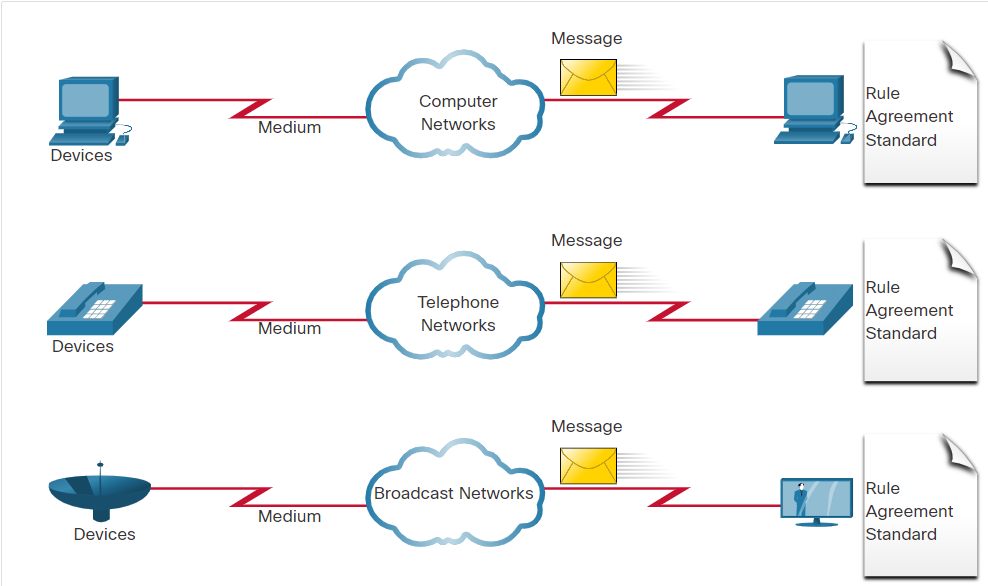 Message
Computer
Networks
Medium
Devices
Rule
Agreement
Standard
Message
Telephone
Networks
Medium
Devices
Rule
Agreement
Standard
Message
Broadcast Networks
Medium
Devices
Rule
Agreement
Standard